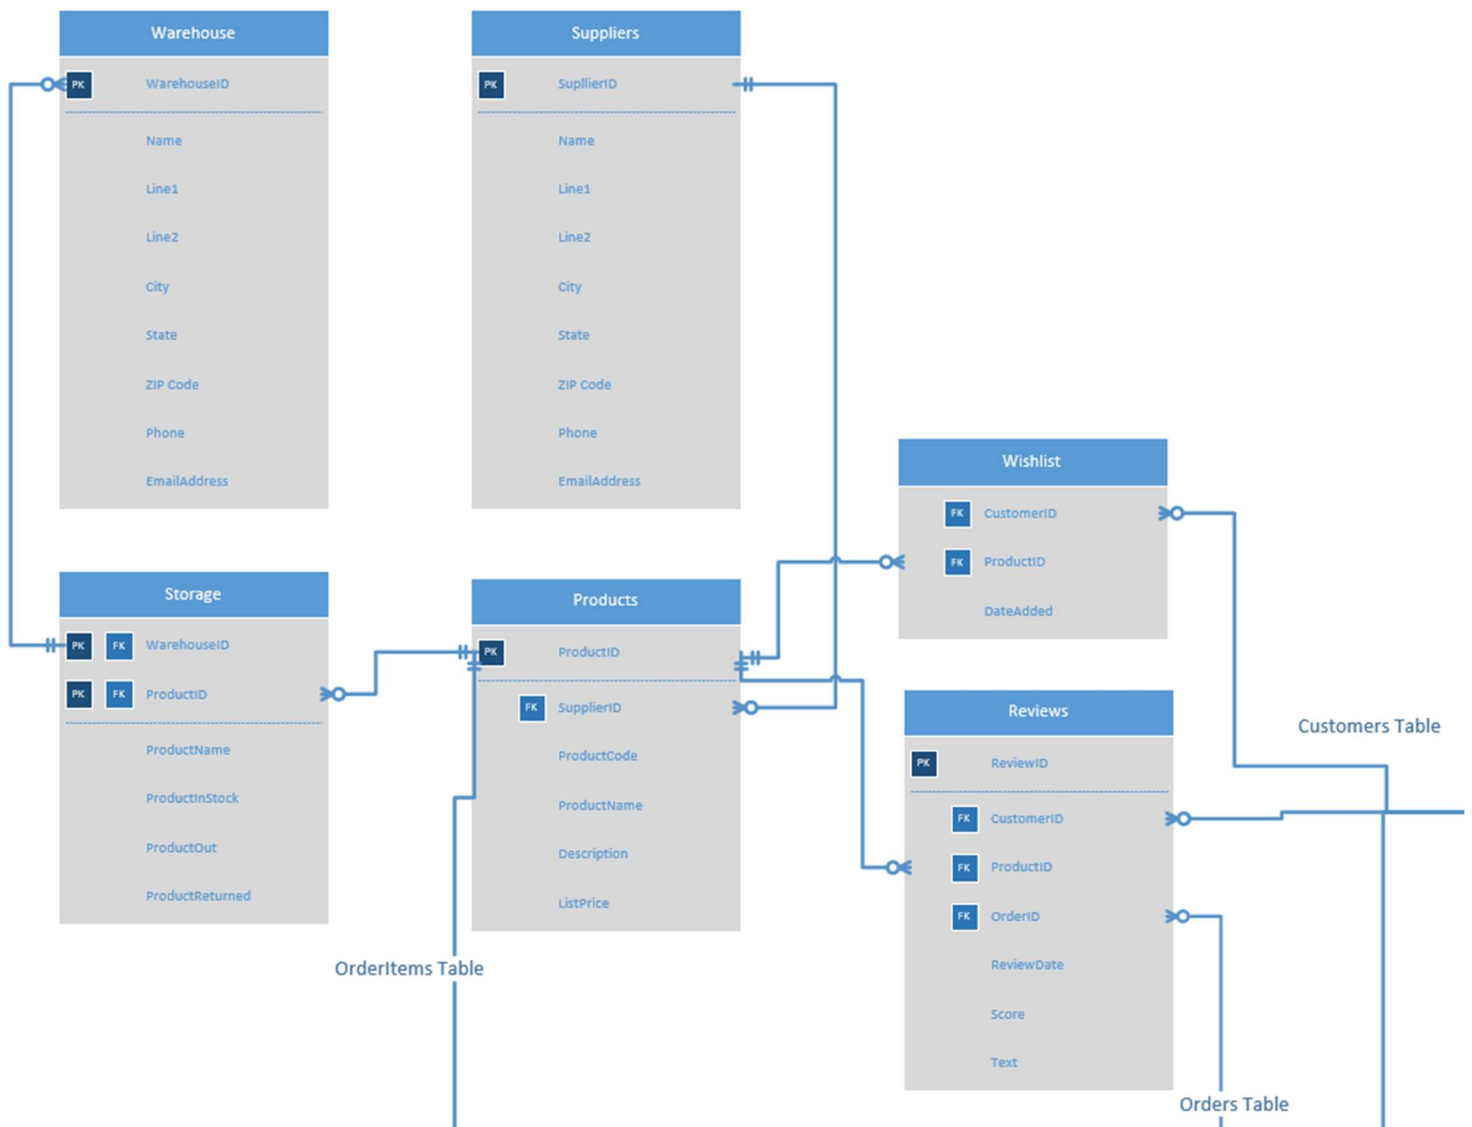 Warehouse
PK WarehouseID
Name
Line1
Line2
City
State
ZIP Code
Phone
EmailAddress
Suppliers
PK SupllierID
Name
Line1
Line2
City
State
ZIP Code
Phone
EmailAddress
Wishlist
FK CustomerID
FK ProductID
DateAdded
Storage
PK FK WarehouseID
PK FK ProductID
ProductName
ProductInStock
ProductOut
ProductReturned
Products
PK ProductID
FK SupplierID
ProductCode
ProductName
Description
ListPrice
Reviews
PK ReviewID
FK CustomerID
FK ProductID
FK OrderID
ReviewDate
Score
Text
Customers Table
OrderItems Table
Orders Table